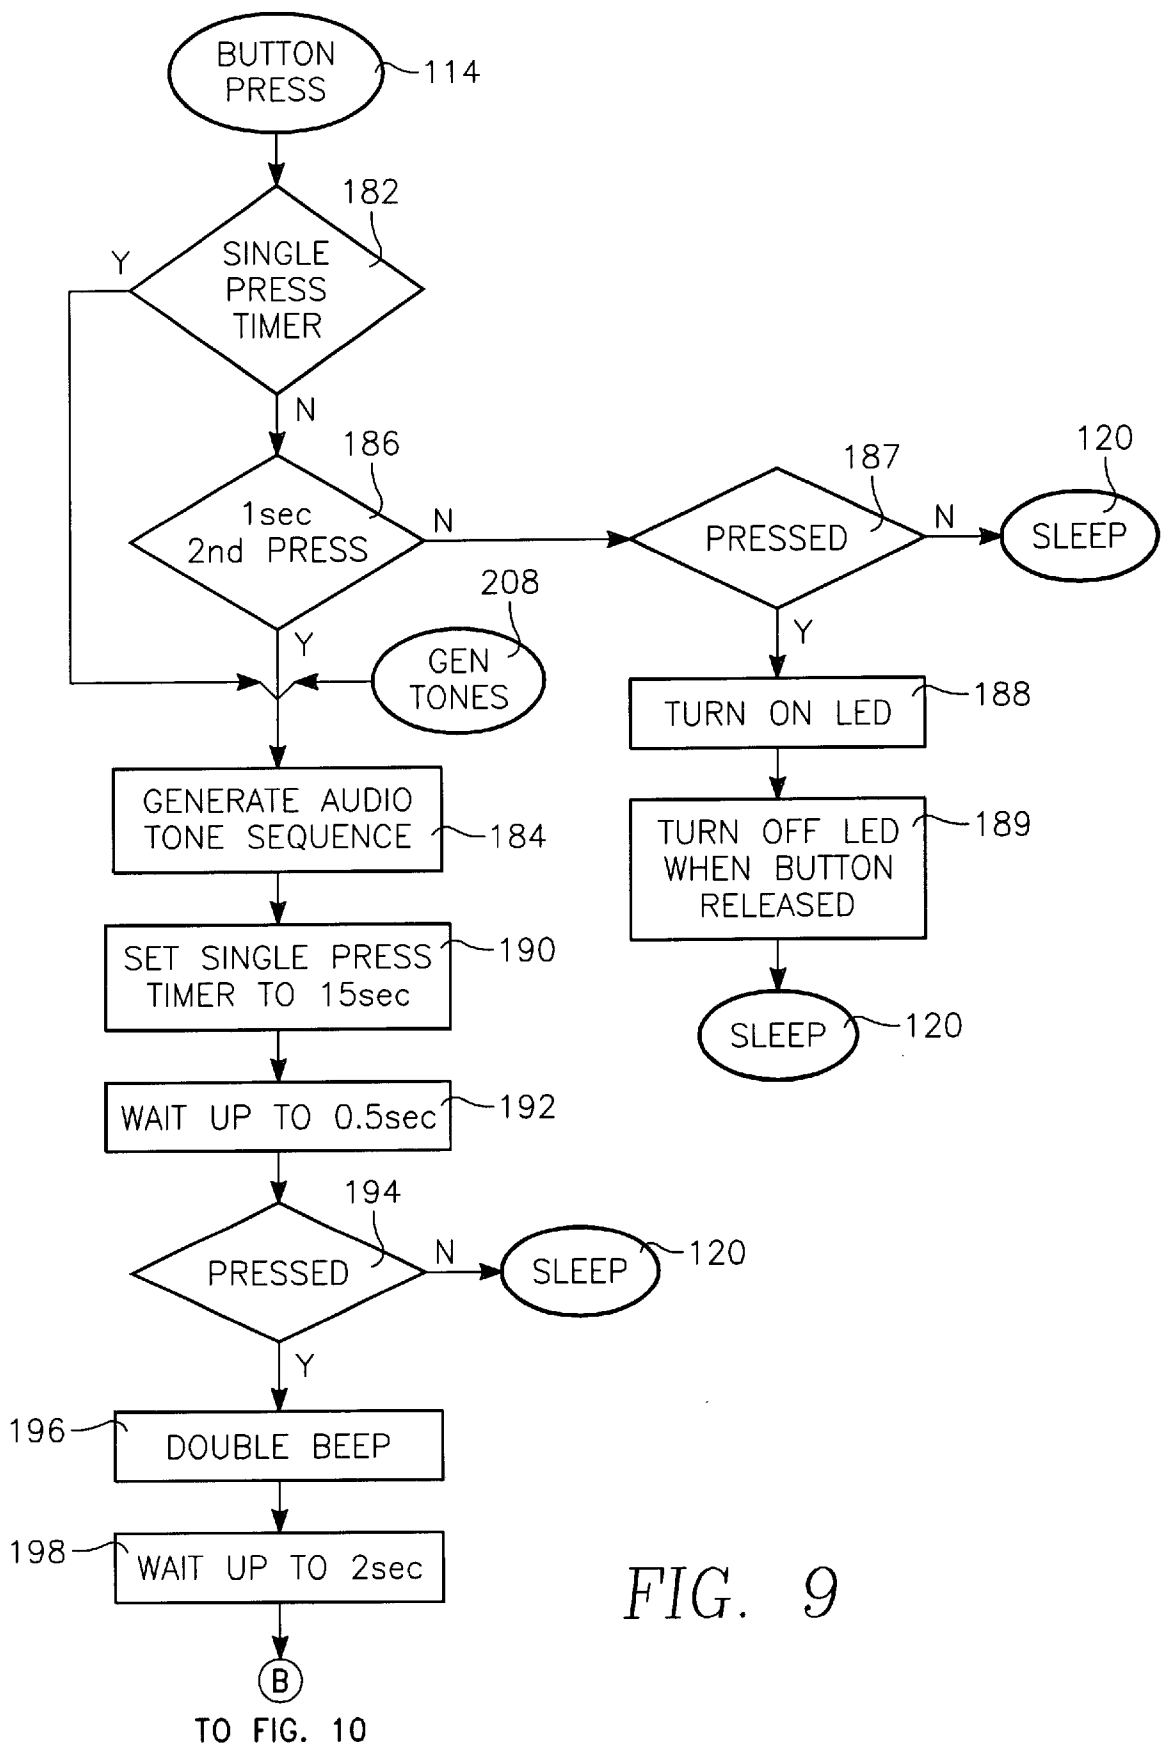 BUTTON
PRESS
114
182
SINGLE
PRESS
TIMER
Y
N
186
1sec
2nd PRESS
N
Y
187
PRESSED
N
120
SLEEP
Y
208
GEN
TONES
TURN ON LED
188
TURN OFF LED
WHEN BUTTON
RELEASED
189
SLEEP
120
GENERATE AUDIO
TONE SEQUENCE
184
SET SINGLE PRESS
TIMER TO 15sec
190
WAIT UP TO 0.5sec
192
194
PRESSED
N
SLEEP
120
Y
196
DOUBLE BEEP
198
WAIT UP TO 2sec
B
TO FIG. 10
FIG. 9